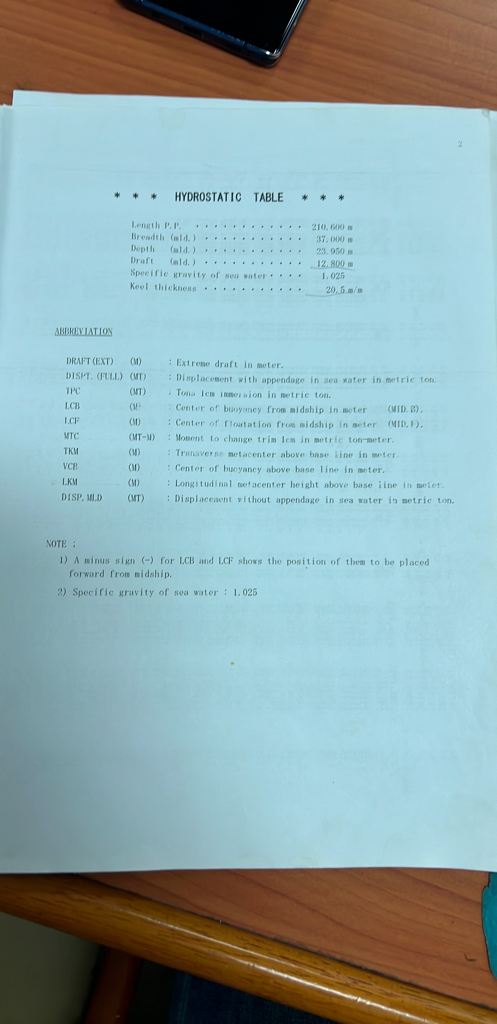 2
* * * HYDROSTATIC TABLE * * *
Length P.P. ············ 210.600 m
Breadth (mld.) ··········· 37.000 m
Depth (mld.) ··········· 23.950 m
Draft (mld.) ··········· 12.800 m
Specific gravity of sea water···· 1.025
Keel thickness ··········· 20.5 m/m
ABBREVIATION
DRAFT(EXT) (M) : Extreme draft in meter.
DISPT.(FULL) (MT) : Displacement with appendage in sea water in metric ton.
TPC (MT) : Tons 1cm immersion in metric ton.
LCB (M) : Center of buoyency from midship in meter (MID.B).
LCF (M) : Center of floatation from midship in meter (MID.F).
MTC (MT-M) : Moment to change trim 1cm in metric ton-meter.
TKM (M) : Transverse metacenter above base line in meter.
VCB (M) : Center of bucyancy above base line in meter.
LKM (M) : Longitudinal metacenter height above base line in meter.
DISP.MLD (MT) : Displacement without appendage in sea water in metric ton.
NOTE :
1) A minus sign (-) for LCB and LCF shows the position of them to be placed
forward from midship.
2) Specific gravity of sea water : 1.025